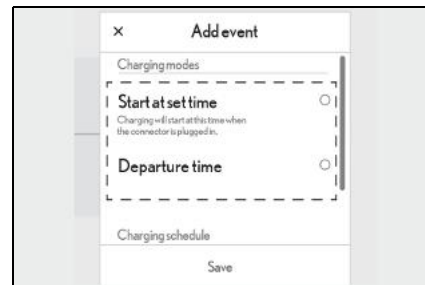 × Add event
Charging modes
Start at set time
Charging will start at this time when
the connector is plugged in.
Departure time
Charging schedule
Save